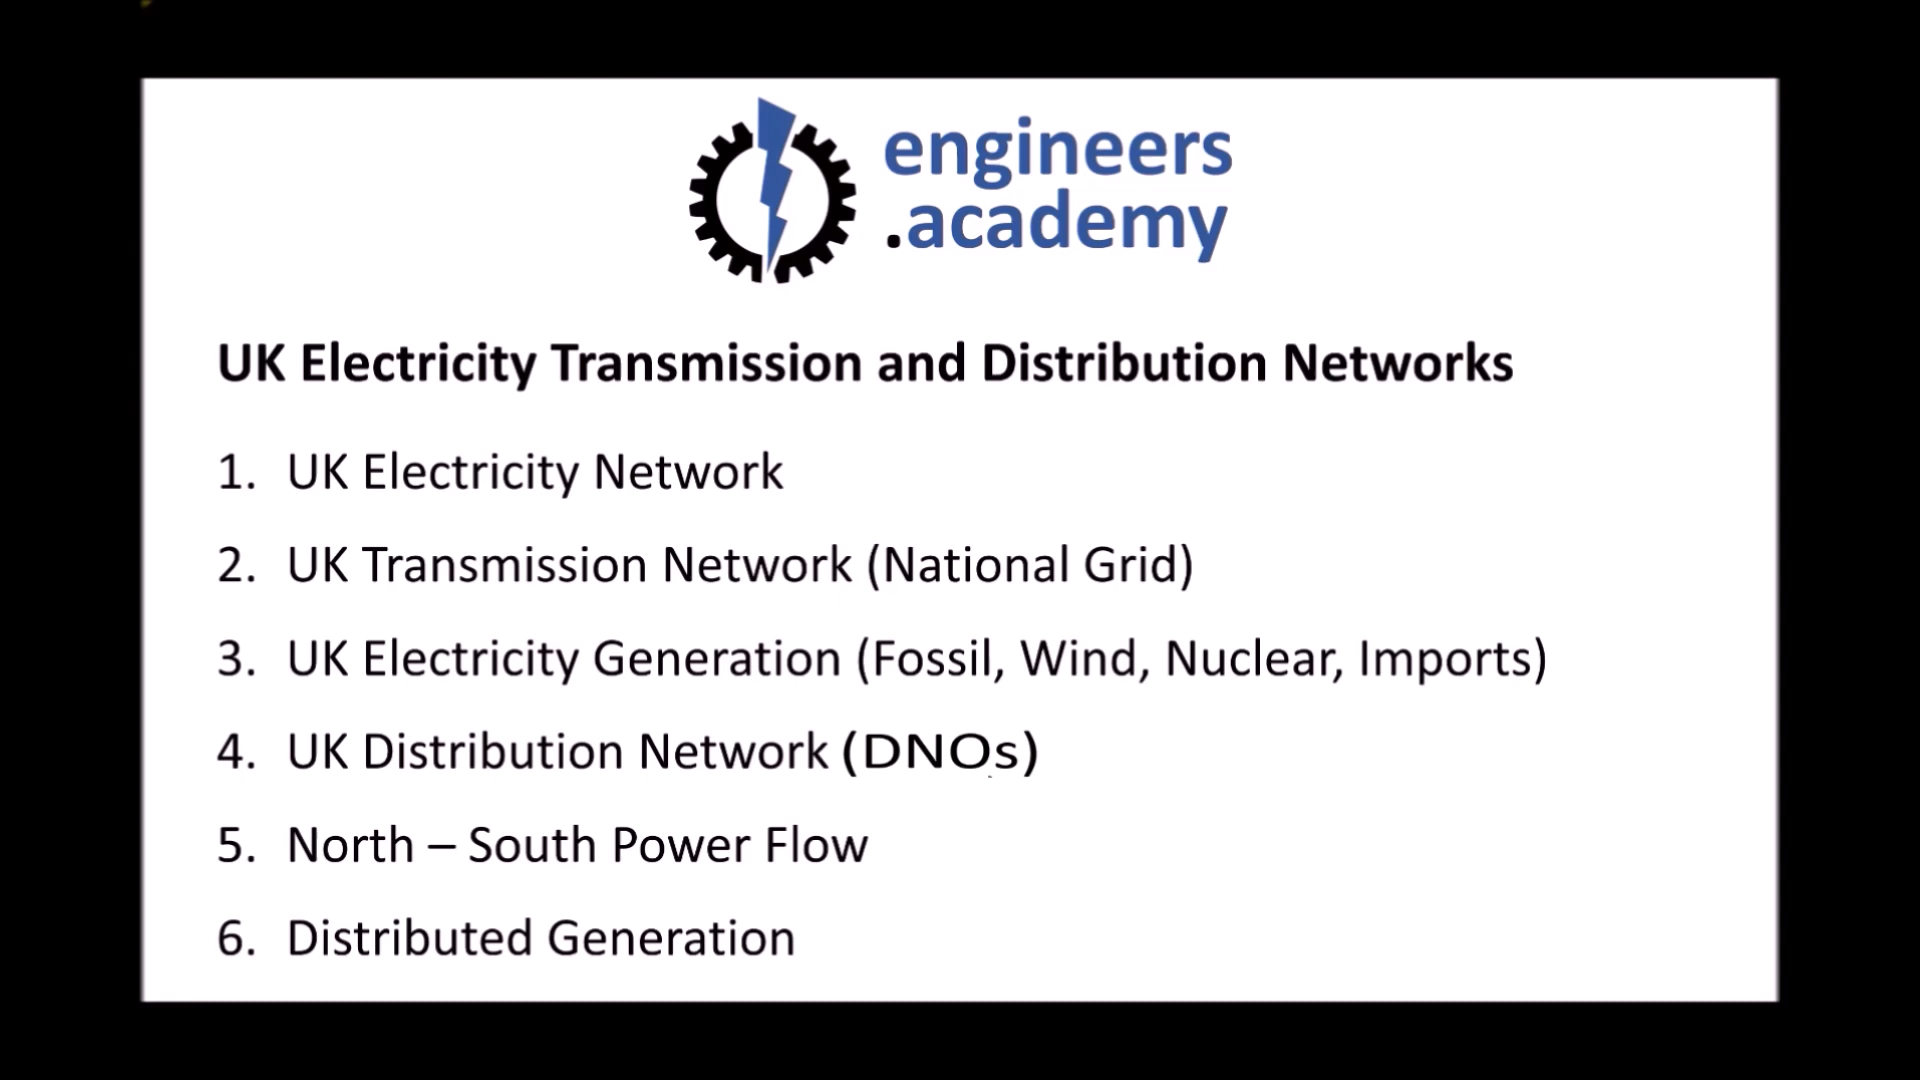 engineers
.academy
UK Electricity Transmission and Distribution Networks
1. UK Electricity Network
2. UK Transmission Network (National Grid)
3. UK Electricity Generation (Fossil, Wind, Nuclear, Imports)
4. UK Distribution Network (DNOs)
5. North – South Power Flow
6. Distributed Generation